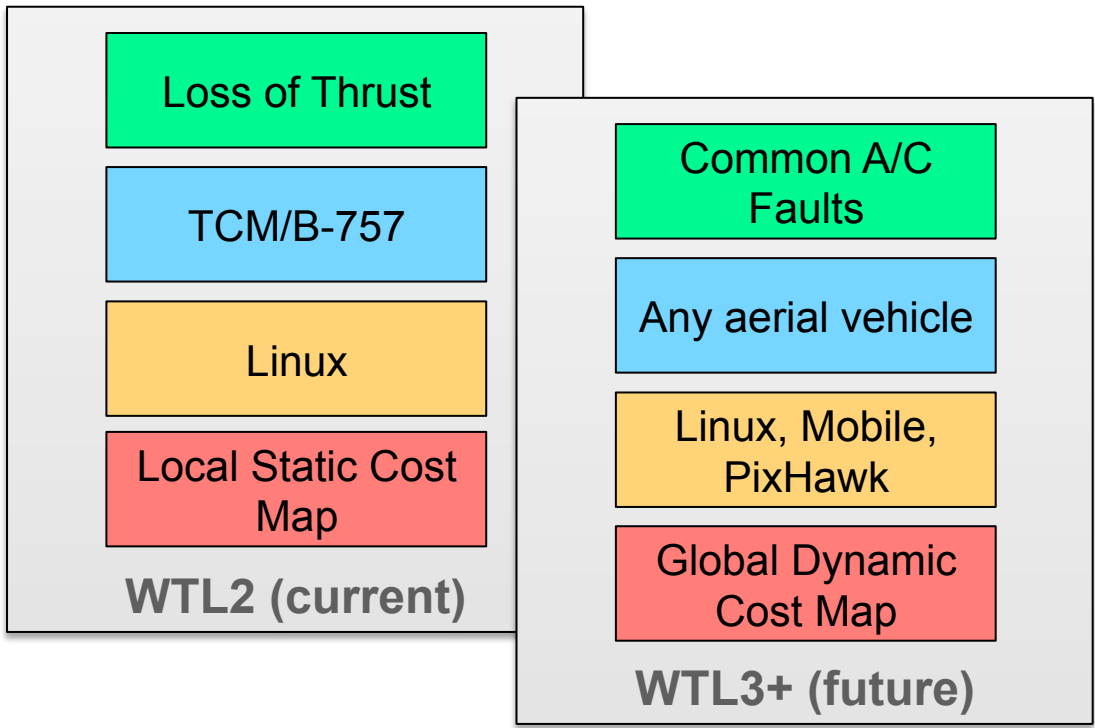 Loss of Thrust
TCM/B-757
Linux
Local Static Cost
Map
WTL2 (current)
Common A/C
Faults
Any aerial vehicle
Linux, Mobile,
PixHawk
Global Dynamic
Cost Map
WTL3+ (future)